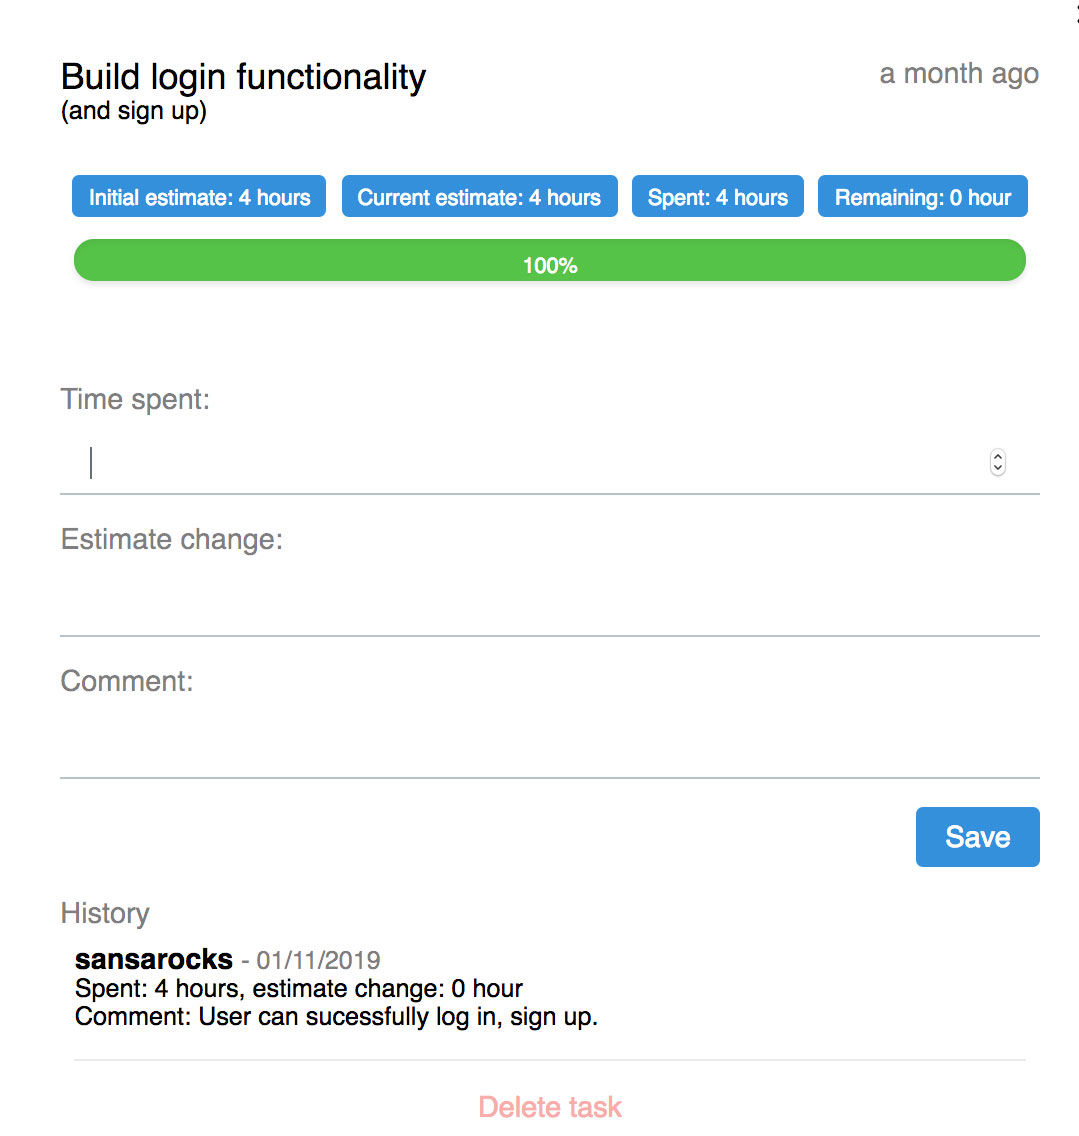 Build login functionality
a month ago
(and sign up)
Initial estimate: 4 hours
Current estimate: 4 hours
Spent: 4 hours
Remaining: 0 hour
100%
Time spent:
Estimate change:
Comment:
Save
History
sansarocks - 01/11/2019
Spent: 4 hours, estimate change: 0 hour
Comment: User can sucessfully log in, sign up.
Delete task